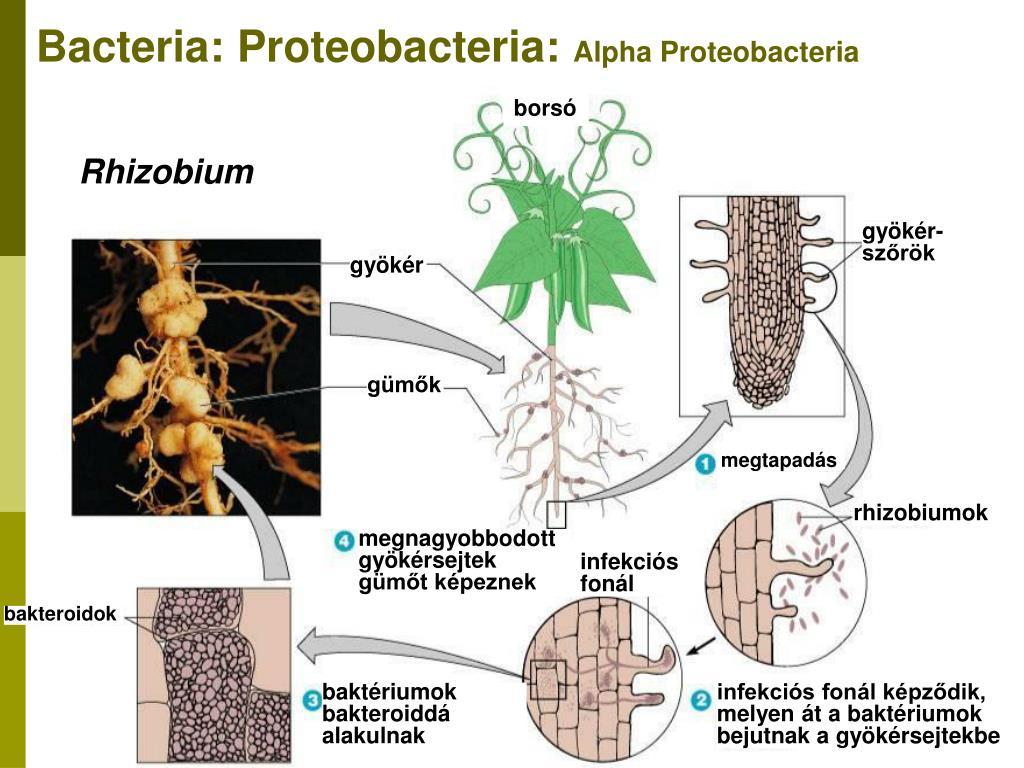 Bacteria: Proteobacteria: Alpha Proteobacteria
borsó
Rhizobium
gyökér-
szőrök
gyökér
gümők
1 megtapadás
rhizobiumok
4 megnagyobbodott
gyökérsejtek
gümőt képeznek
infekciós
fonál
bakteroidok
3 baktériumok
bakteroiddá
alakulnak
2 infekciós fonál képződik,
melyen át a baktériumok
bejutnak a gyökérsejtekbe